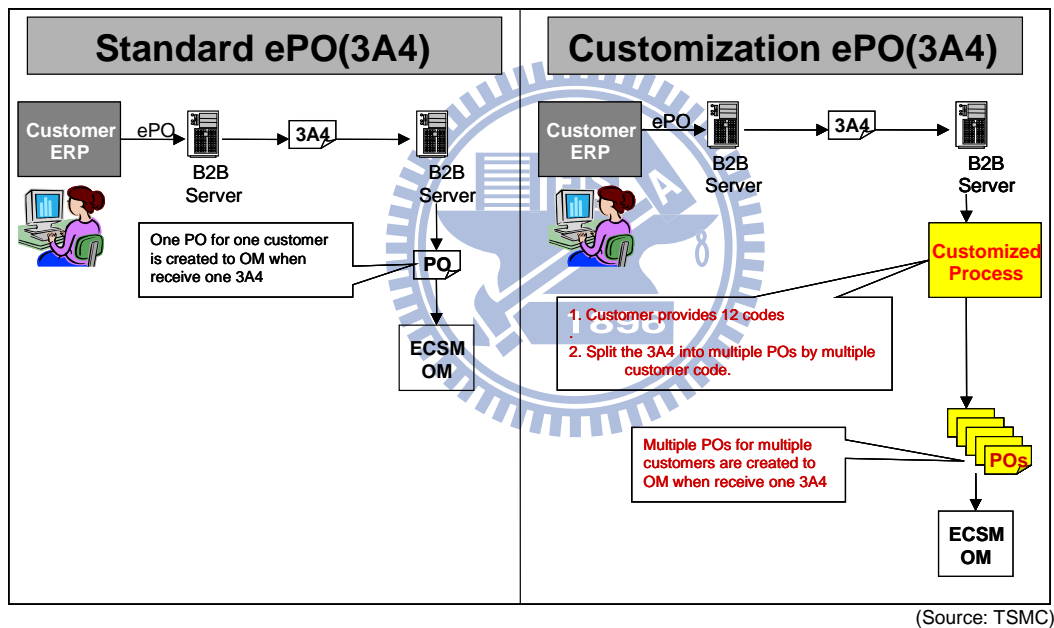 Standard ePO(3A4)
Customer
ERP
ePO
B2B
Server
3A4
B2B
Server
One PO for one customer
is created to OM when
receive one 3A4
PO
ECSM
OM
Customization ePO(3A4)
Customer
ERP
ePO
B2B
Server
3A4
B2B
Server
Customized
Process
1. Customer provides 12 codes
.
2. Split the 3A4 into multiple POs by multiple
customer code.
Multiple POs for multiple
customers are created to
OM when receive one 3A4
POs
ECSM
OM
1896
(Source: TSMC)